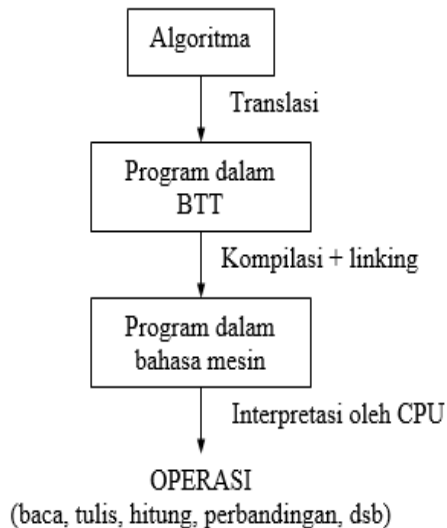 Algoritma
Translasi
Program dalam
BTT
Kompilasi + linking
Program dalam
bahasa mesin
Interpretasi oleh CPU
OPERASI
(baca, tulis, hitung, perbandingan, dsb)